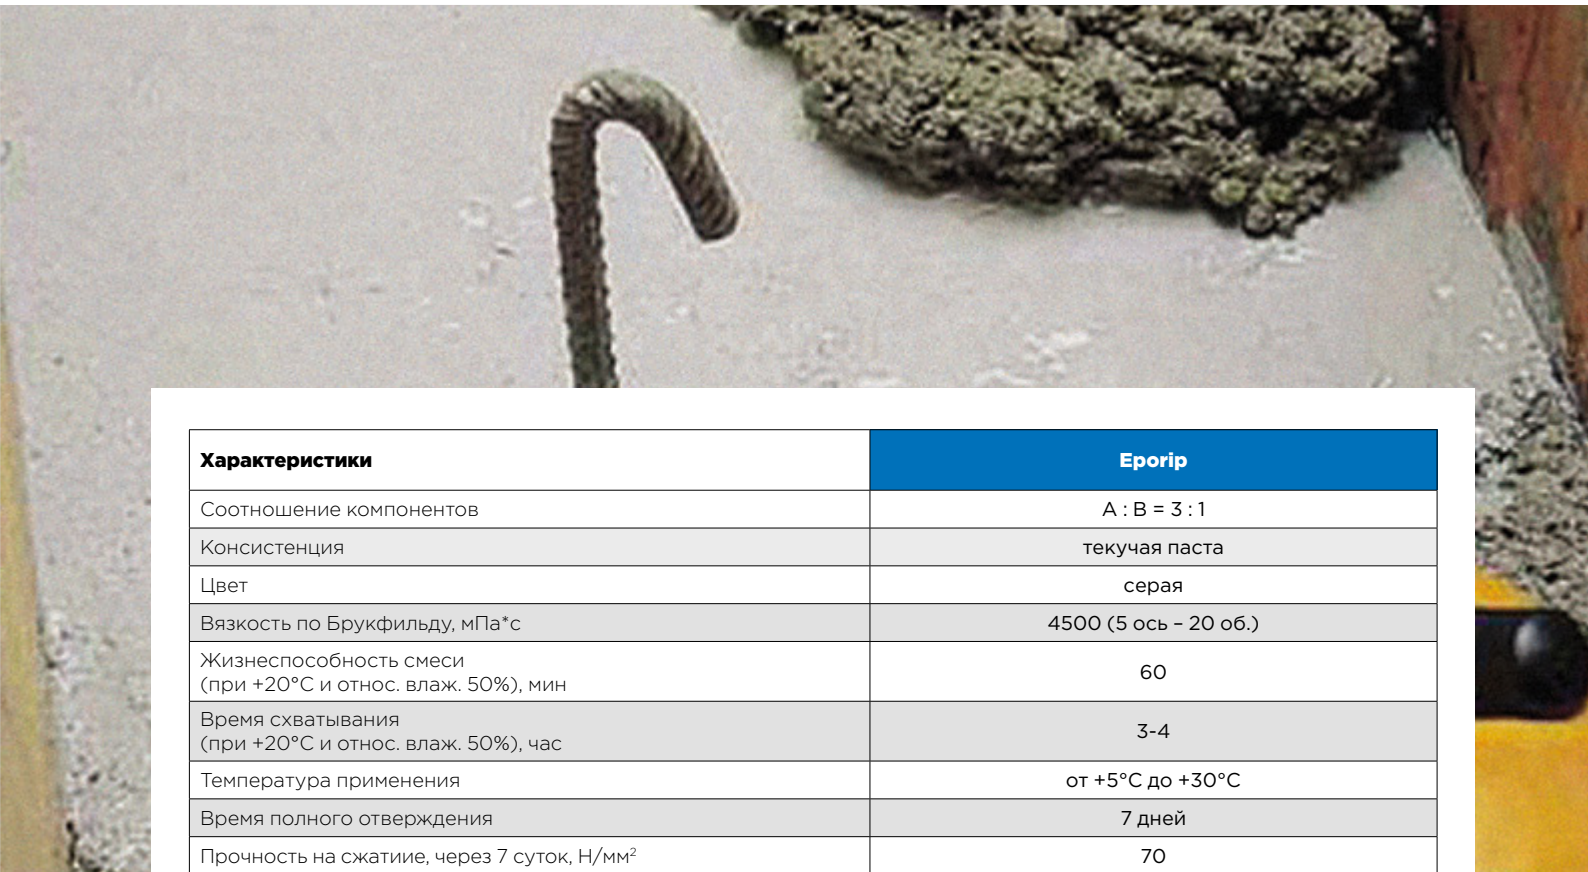 Характеристики Eporip
Соотношение компонентов A : B = 3 : 1
Консистенция текучая паста
Цвет серая
Вязкость по Брукфильду, мПа*с 4500 (5 ось – 20 об.)
Жизнеспособность смеси
(при +20°C и относ. влаж. 50%), мин 60
Время схватывания
(при +20°C и относ. влаж. 50%), час 3-4
Температура применения от +5°C до +30°C
Время полного отверждения 7 дней
Прочность на сжатиие, через 7 суток, Н/мм² 70